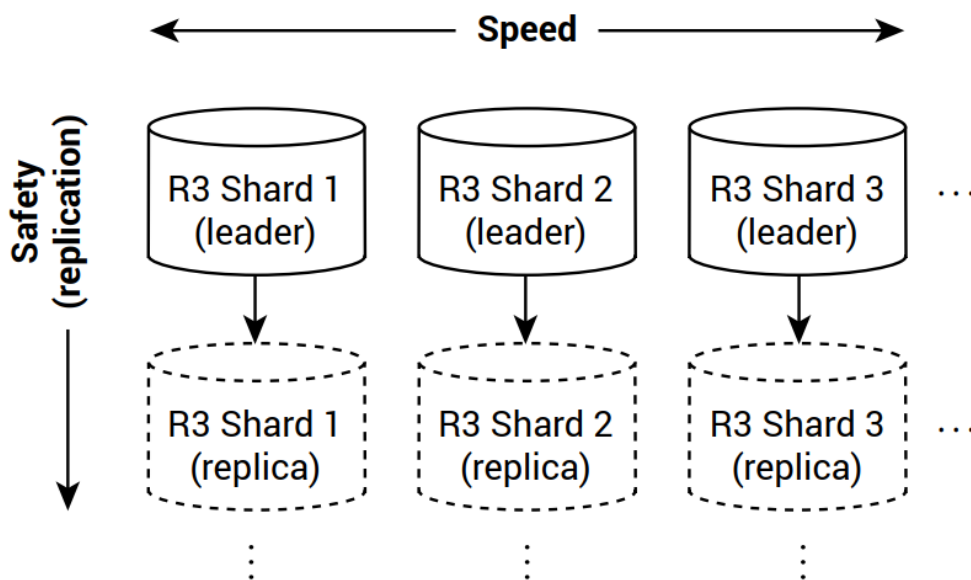 Speed
Safety
(replication)
R3 Shard 1
(leader)
R3 Shard 2
(leader)
R3 Shard 3
(leader)
...
R3 Shard 1
(replica)
R3 Shard 2
(replica)
R3 Shard 3
(replica)
...